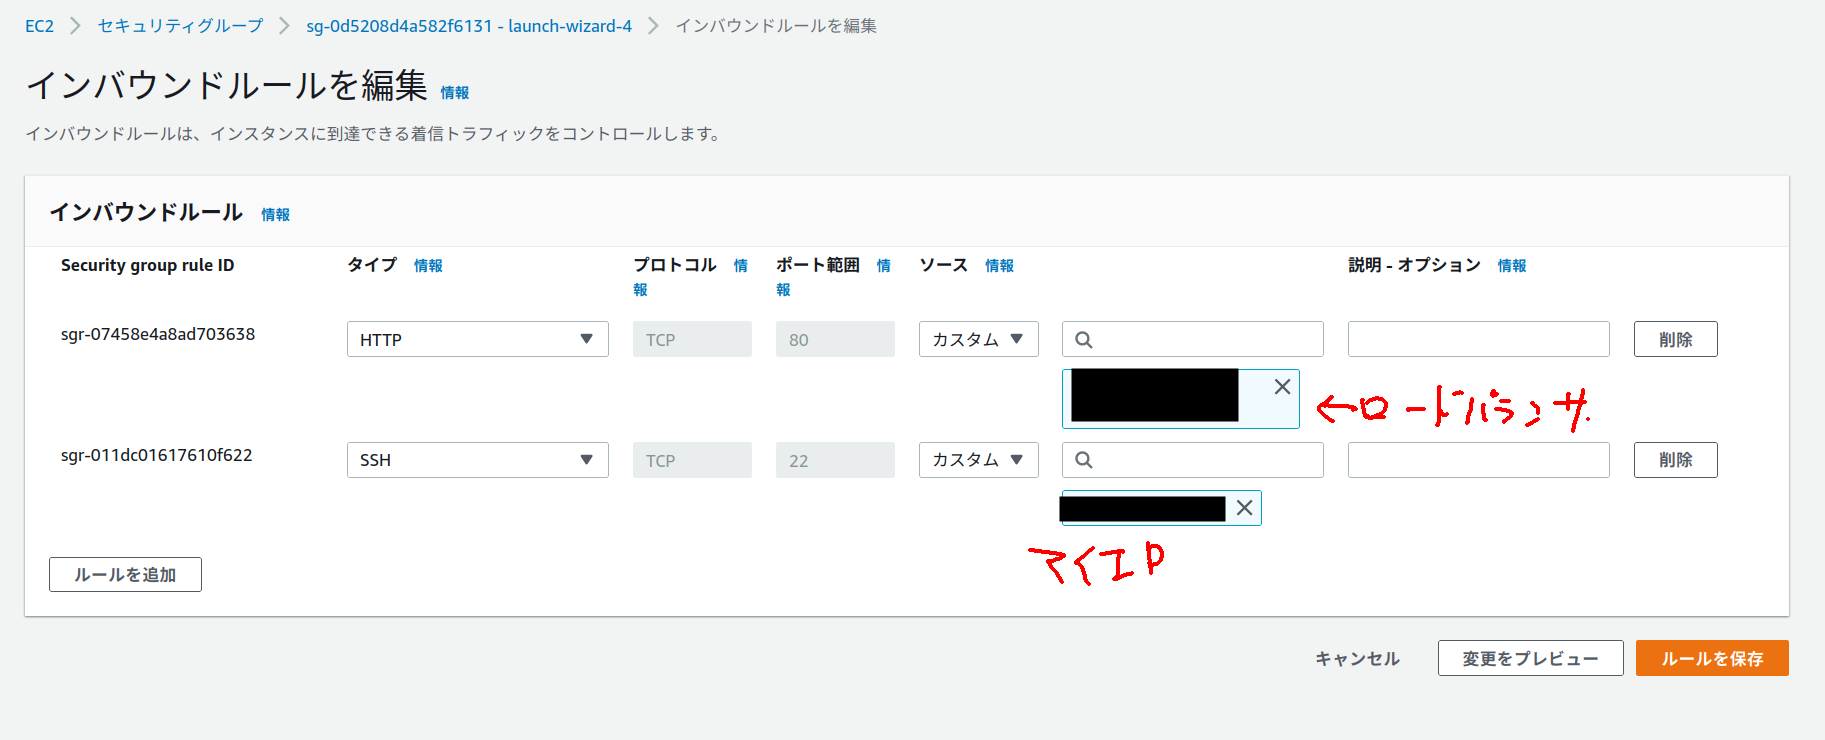 EC2 > セキュリティグループ > sg-0d5208d4a582f6131 - launch-wizard-4 > インバウンドルールを編集
インバウンドルールを編集 情報
インバウンドルールは、インスタンスに到達できる着信トラフィックをコントロールします。
インバウンドルール 情報
Security group rule ID タイプ 情報 プロトコル 情報 ポート範囲 情報 ソース 情報 説明 - オプション 情報
sgr-07458e4a8ad703638 HTTP TCP 80 カスタム 削除
←ロードバランサ
sgr-011dc01617610f622 SSH TCP 22 カスタム 削除
マイIP
ルールを追加
キャンセル 変更をプレビュー ルールを保存